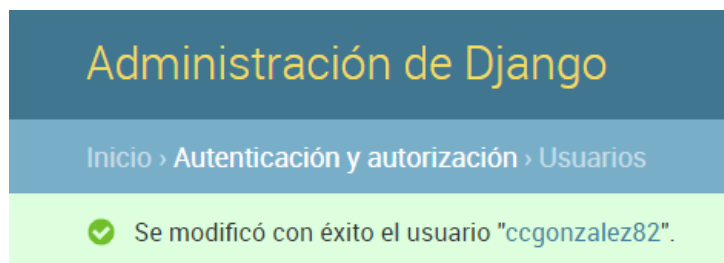 Administración de Django
Inicio › Autenticación y autorización › Usuarios
Se modificó con éxito el usuario "ccgonzalez82".